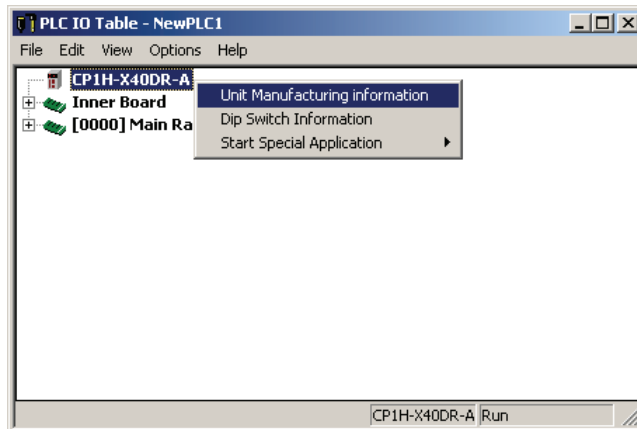 PLC IO Table - NewPLC1
File Edit View Options Help
CP1H-X40DR-A
Inner Board
[0000] Main Ra
Unit Manufacturing information
Dip Switch Information
Start Special Application
CP1H-X40DR-A Run